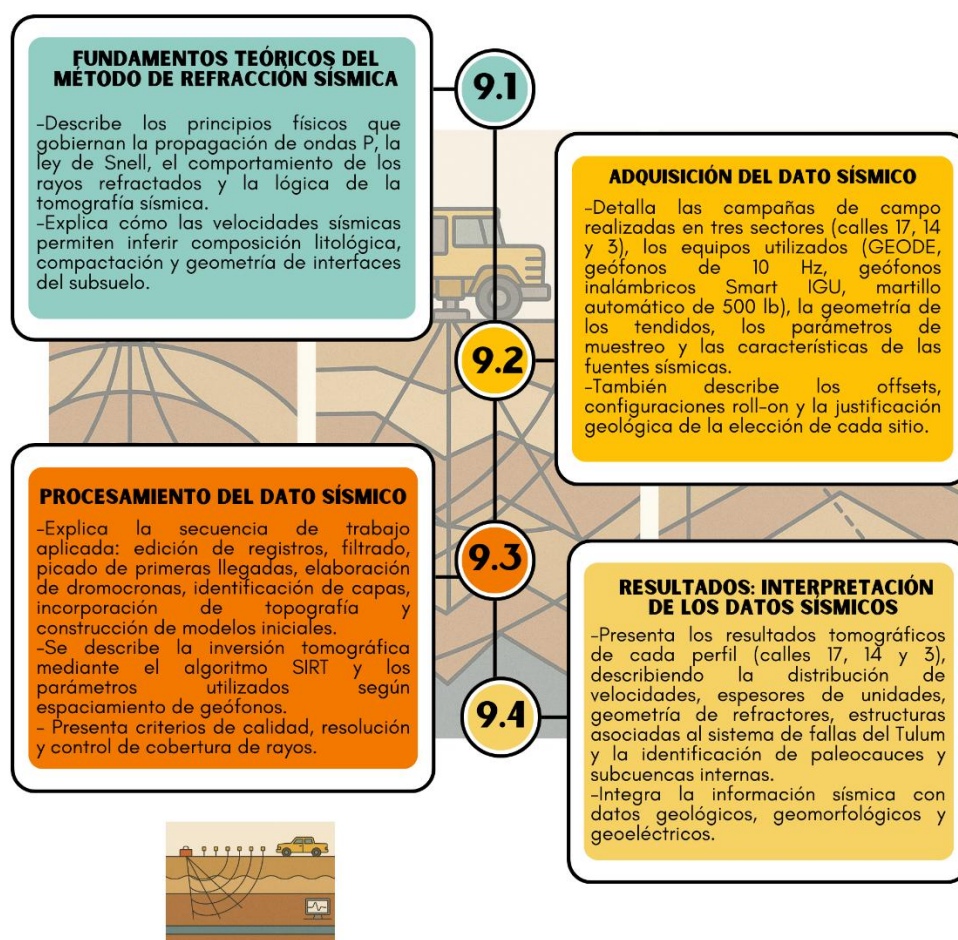 FUNDAMENTOS TEÓRICOS DEL
MÉTODO DE REFRACCIÓN SÍSMICA
-Describe los principios físicos que
gobiernan la propagación de ondas P, la
ley de Snell, el comportamiento de los
rayos refractados y la lógica de la
tomografía sísmica.
-Explica cómo las velocidades sísmicas
permiten inferir composición litológica,
compactación y geometría de interfaces
del subsuelo.
9.1
ADQUISICIÓN DEL DATO SÍSMICO
-Detalla las campañas de campo
realizadas en tres sectores (calles 17, 14
y 3), los equipos utilizados (GEODE,
geófonos de 10 Hz, geófonos
inalámbricos Smart IGU, martillo
automático de 500 lb), la geometría de
los tendidos, los parámetros de
muestreo y las características de las
fuentes sísmicas.
-También describe los offsets,
configuraciones roll-on y la justificación
geológica de la elección de cada sitio.
9.2
PROCESAMIENTO DEL DATO SÍSMICO
-Explica la secuencia de trabajo
aplicada: edición de registros, filtrado,
picado de primeras llegadas, elaboración
de dromocronas, identificación de capas,
incorporación de topografía y
construcción de modelos iniciales.
-Se describe la inversión tomográfica
mediante el algoritmo SIRT y los
parámetros utilizados según
espaciamiento de geófonos.
- Presenta criterios de calidad, resolución
y control de cobertura de rayos.
9.3
RESULTADOS: INTERPRETACIÓN
DE LOS DATOS SÍSMICOS
-Presenta los resultados tomográficos
de cada perfil (calles 17, 14 y 3),
describiendo la distribución de
velocidades, espesores de unidades,
geometría de refractores, estructuras
asociadas al sistema de fallas del Tulum
y la identificación de paleocauces y
subcuencas internas.
-Integra la información sísmica con
datos geológicos, geomorfológicos y
geoeléctricos.
9.4